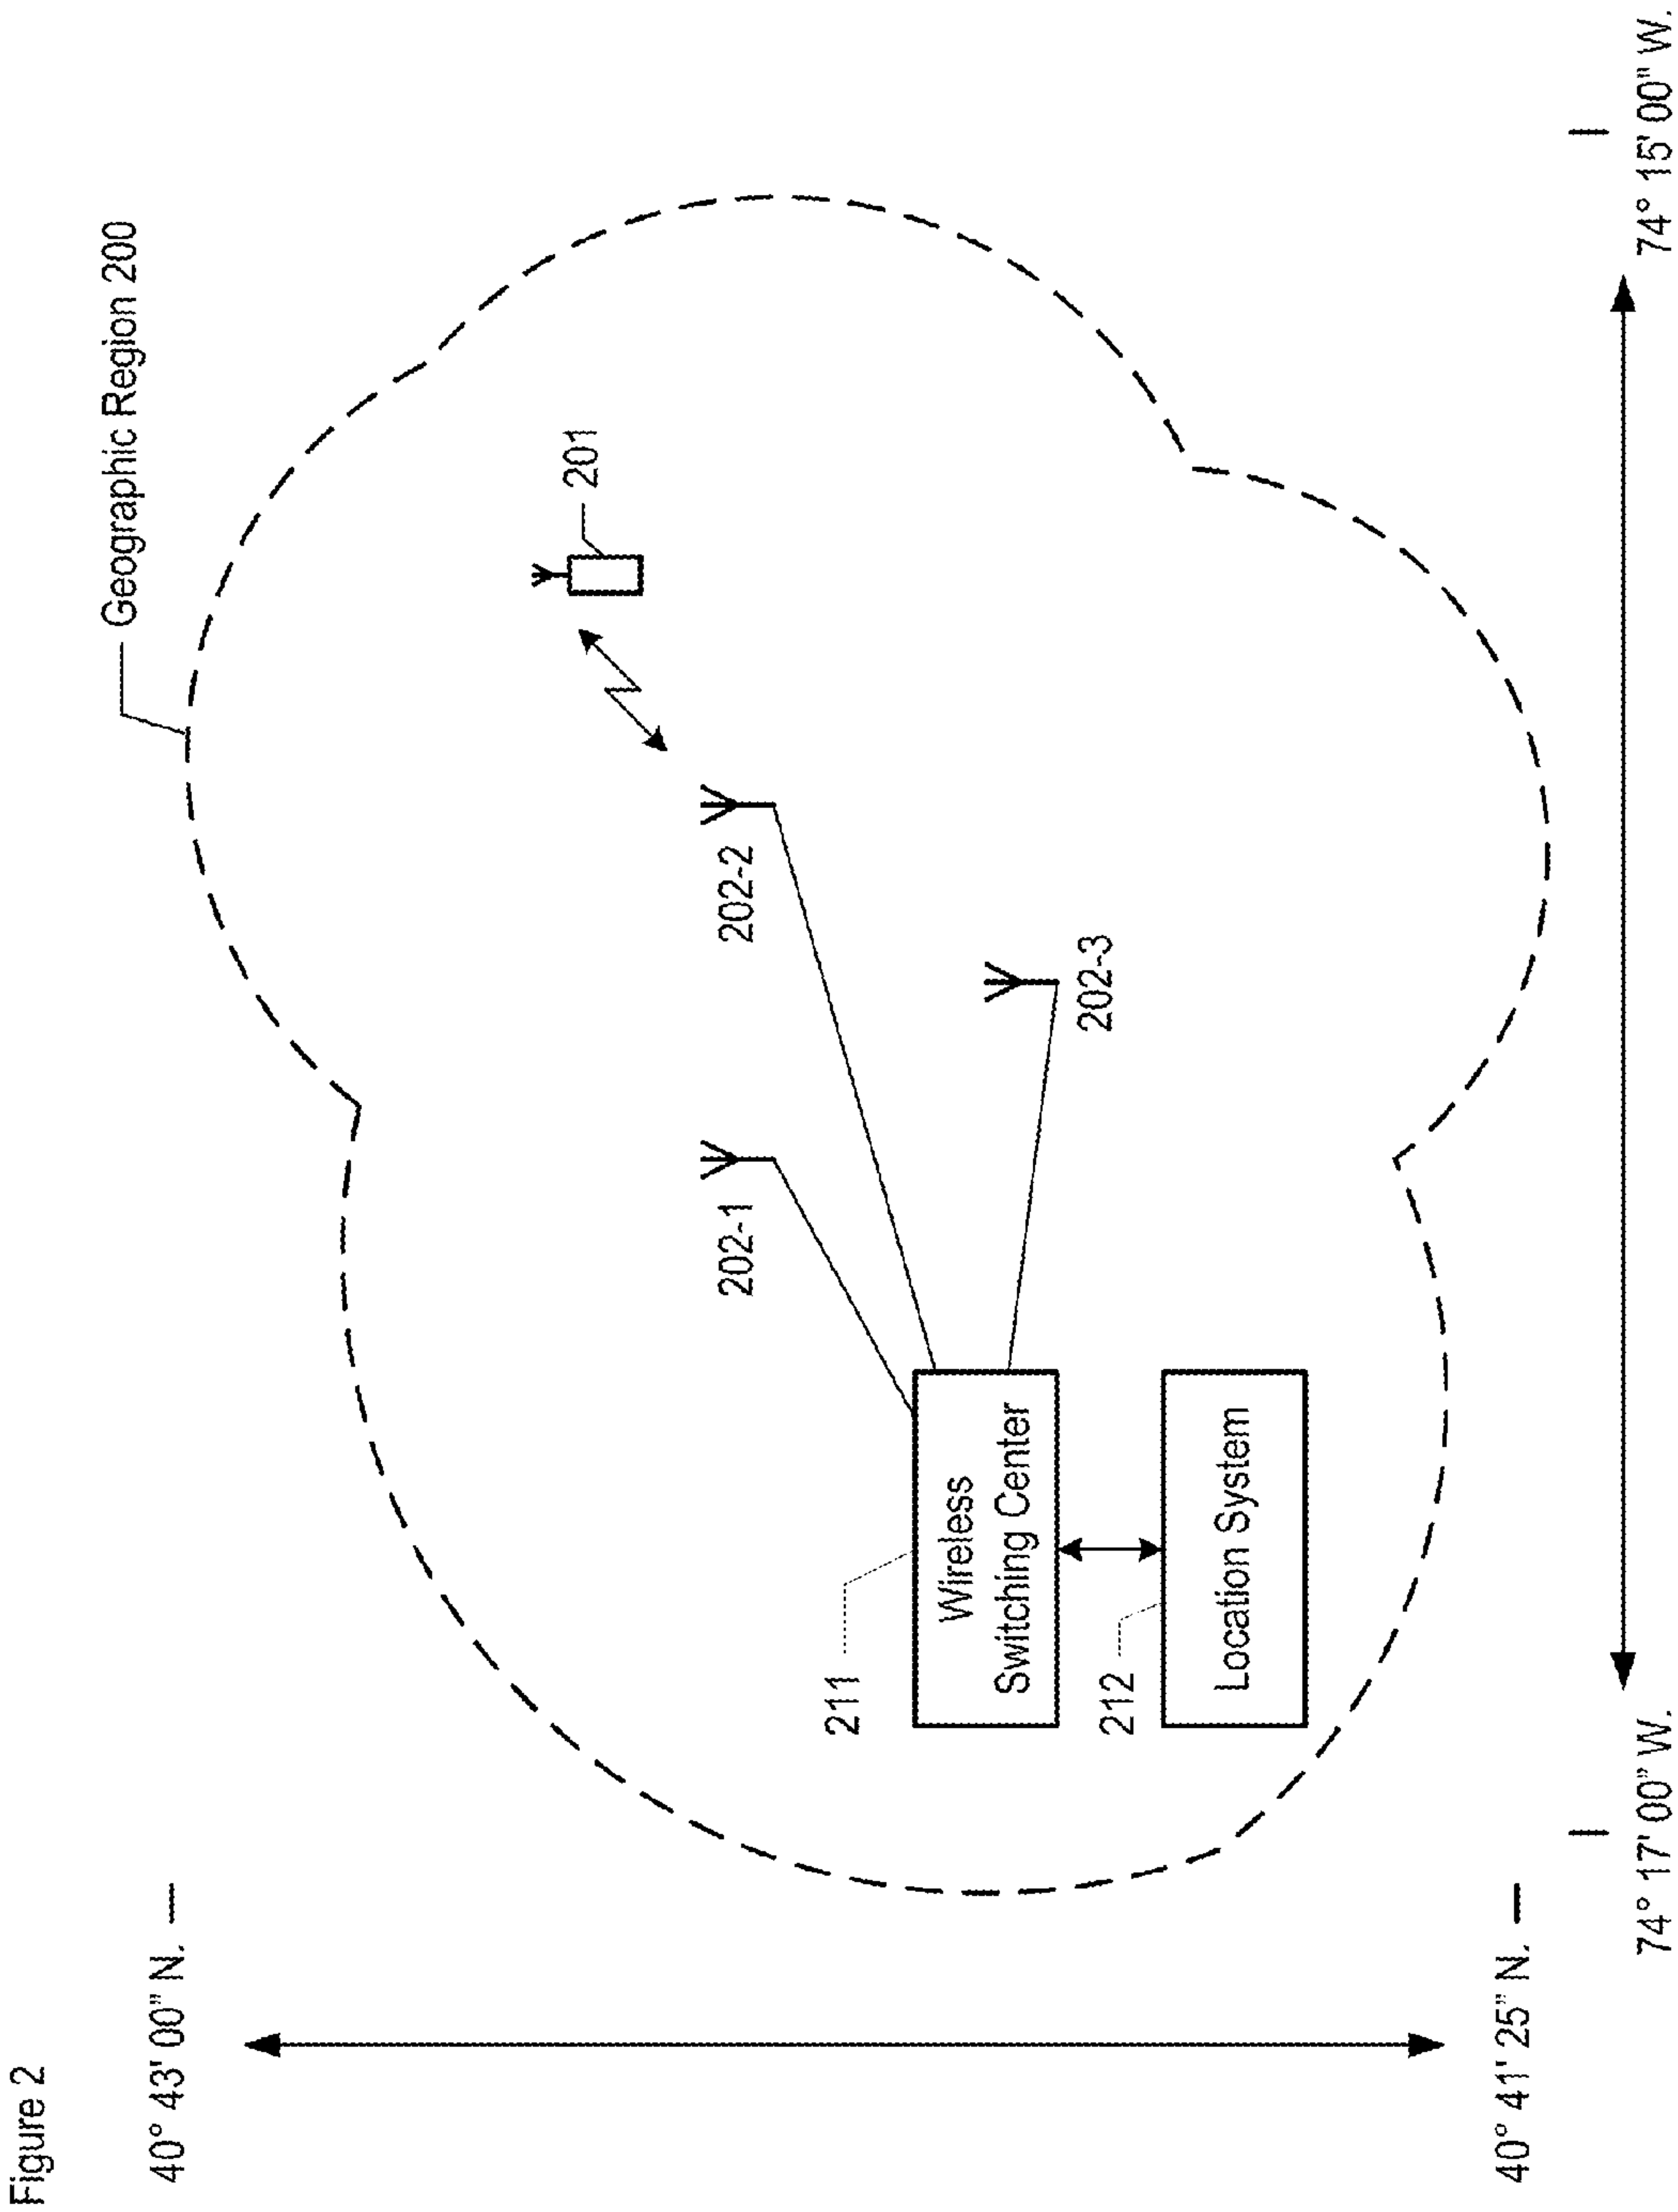 Figure 2
Geographic Region 200
40° 43' 00" N.
201
202-2
202-1
202-3
211
Wireless
Switching Center
212
Location System
40° 41' 25" N.
74° 17' 00" W.
74° 15' 00" W.